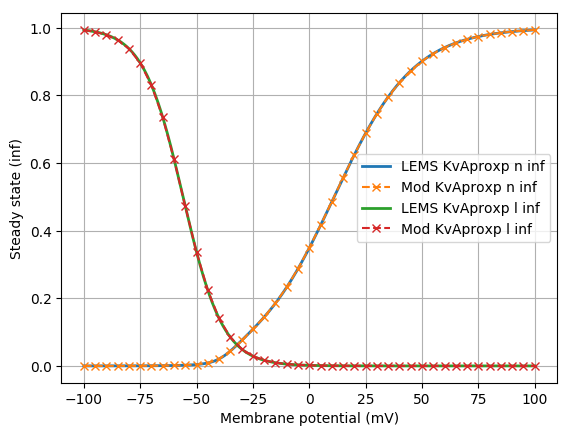 1.0
0.8
0.6
0.4
0.2
0.0
Steady state (inf)
LEMS KvAproxp n inf
Mod KvAproxp n inf
LEMS KvAproxp l inf
Mod KvAproxp l inf
−100 −75 −50 −25 0 25 50 75 100
Membrane potential (mV)